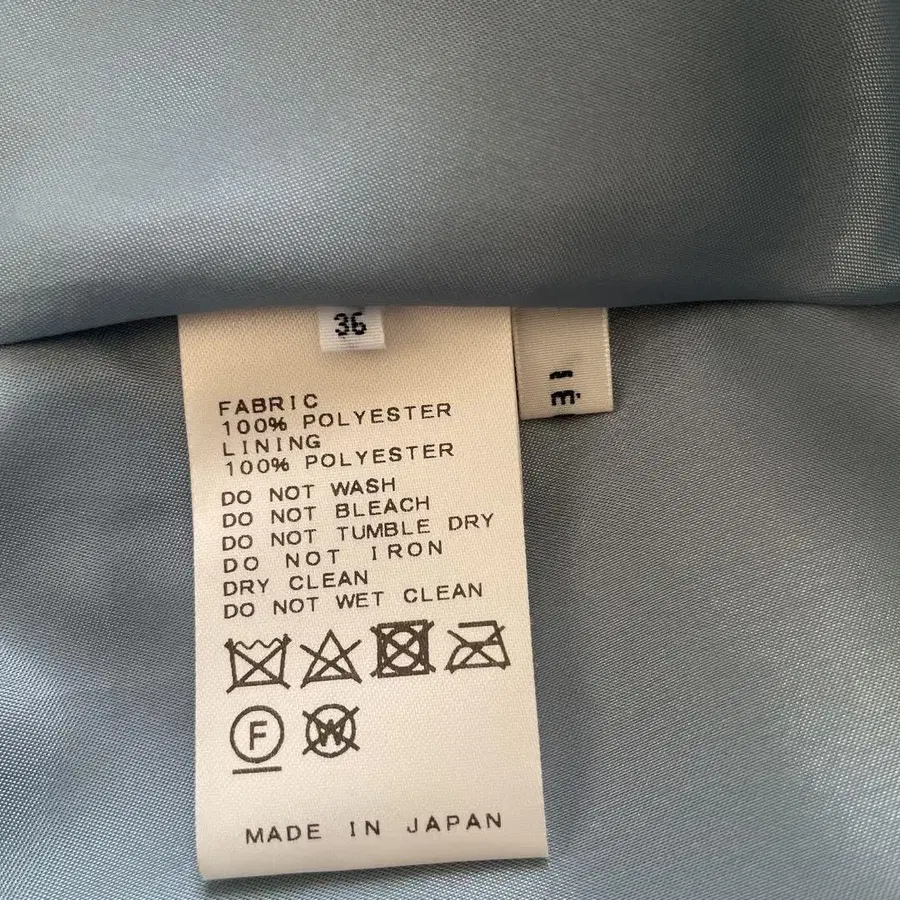 36
FABRIC
100% POLYESTER
LINING
100% POLYESTER
DO NOT WASH
DO NOT BLEACH
DO NOT TUMBLE DRY
DO NOT IRON
DRY CLEAN
DO NOT WET CLEAN
F
W
MADE IN JAPAN